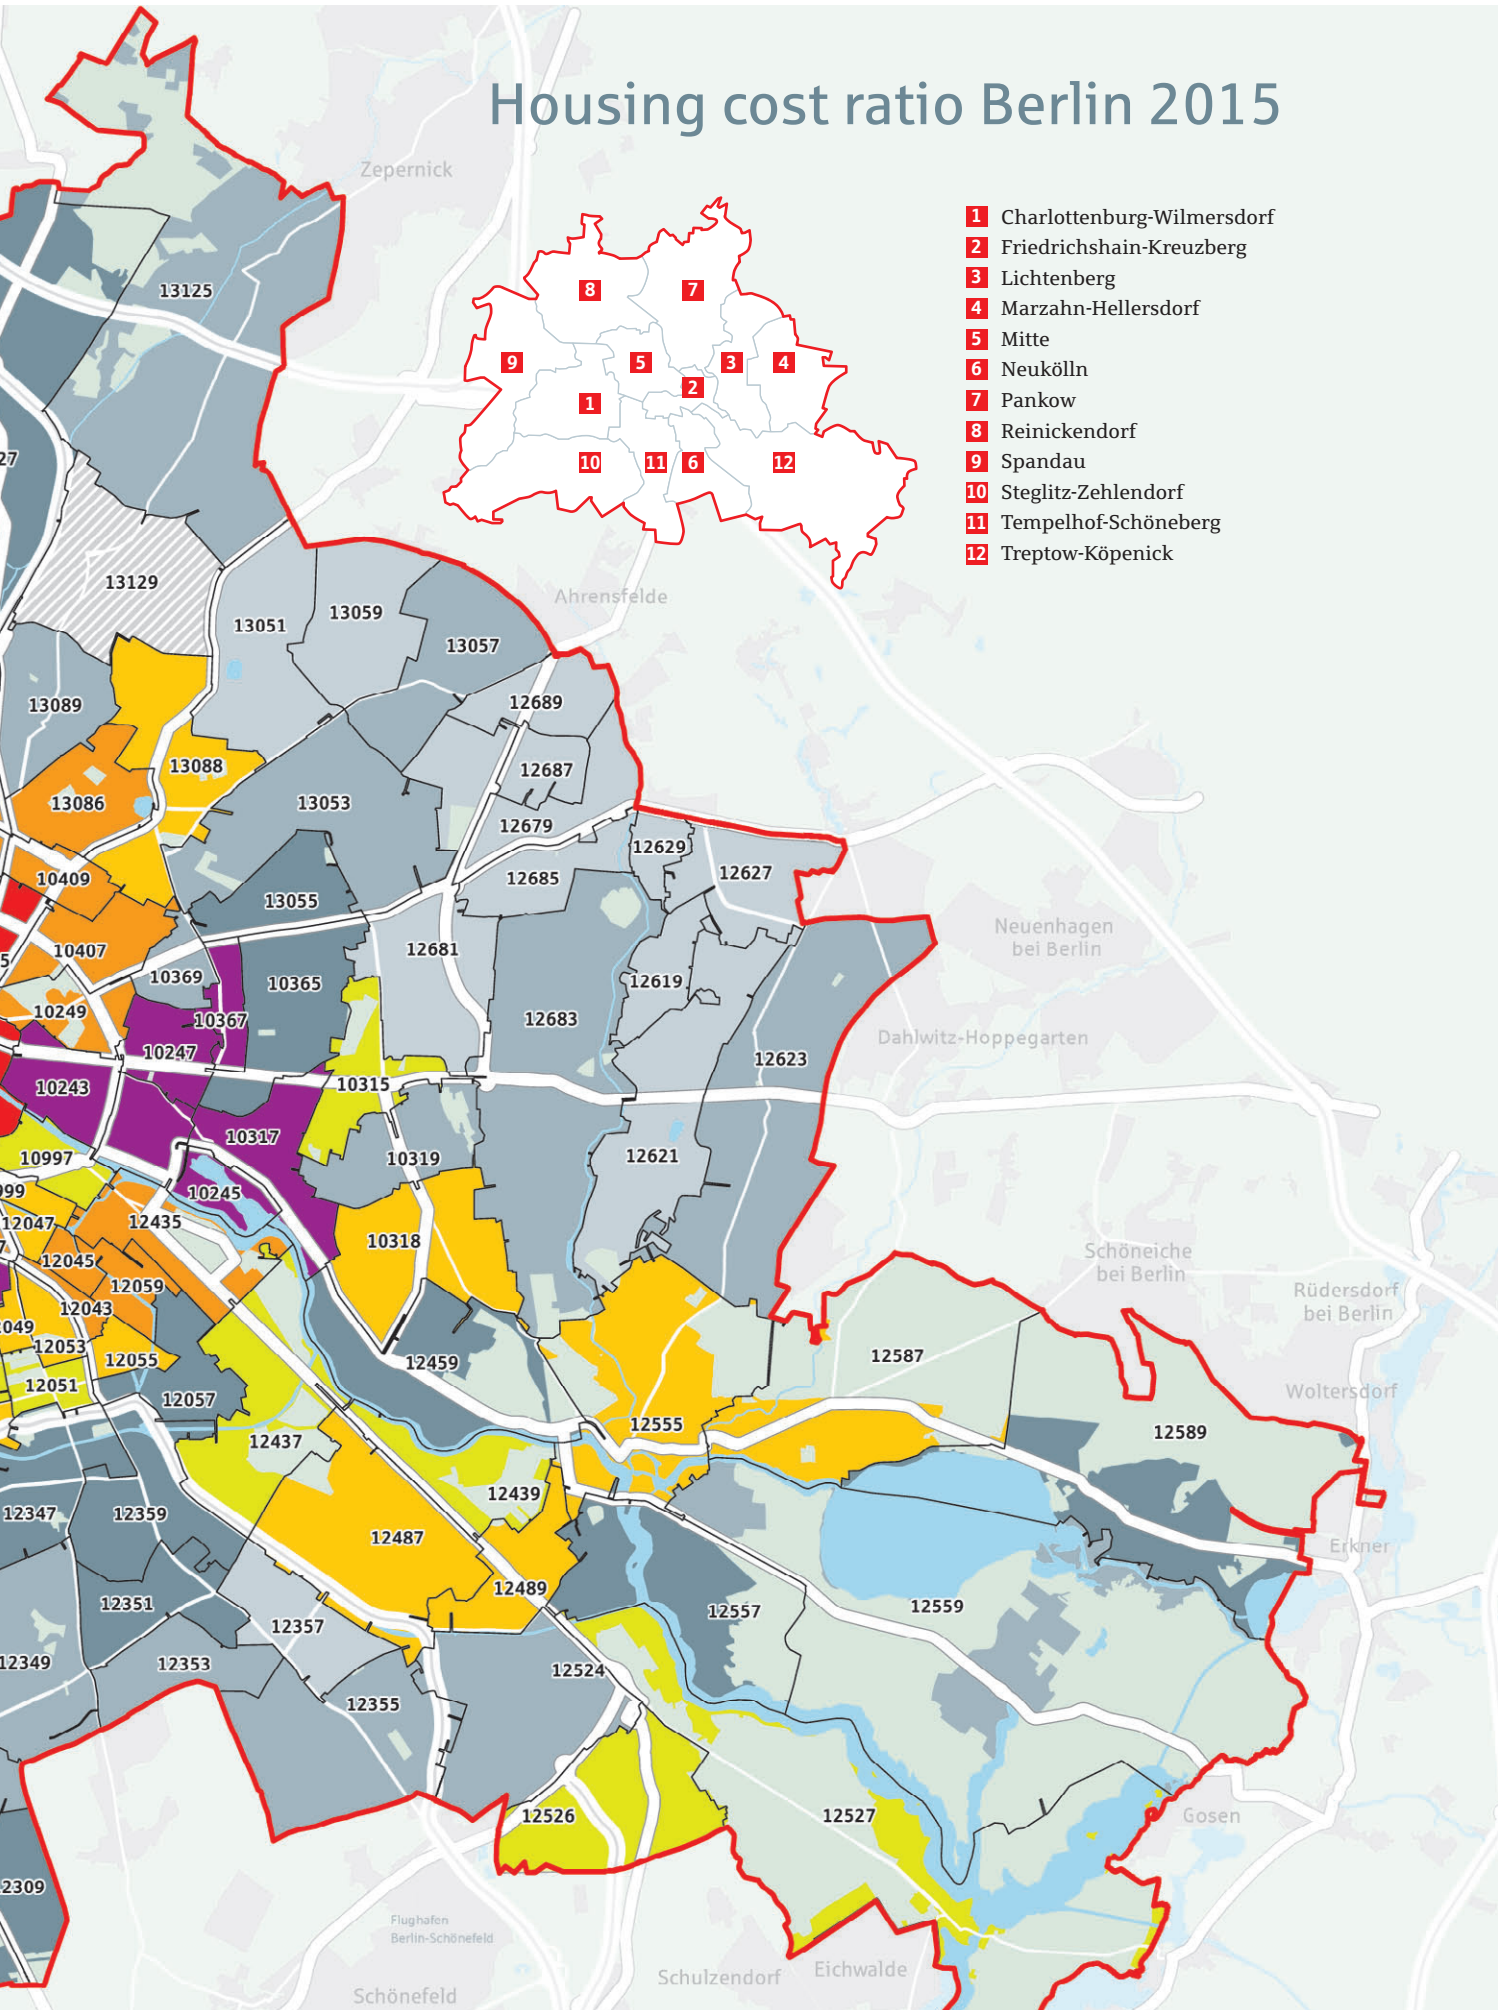 Housing cost ratio Berlin 2015
Zepernick
1 Charlottenburg-Wilmersdorf
2 Friedrichshain-Kreuzberg
3 Lichtenberg
4 Marzahn-Hellersdorf
5 Mitte
6 Neukölln
7 Pankow
8 Reinickendorf
9 Spandau
10 Steglitz-Zehlendorf
11 Tempelhof-Schöneberg
12 Treptow-Köpenick
8
7
9
5
3
4
2
1
10
11
6
12
13125
27
13129
Ahrensfelde
13059
13051
13057
13089
12689
13088
12687
13086
13053
12679
12629
12627
10409
12685
13055
10407
12681
5
10369
10365
12619
Neuenhagen
bei Berlin
10249
10367
12683
10247
12623
Dahlwitz-Hoppegarten
10243
10315
10317
10997
10319
12621
99
10245
12047
12435
10318
7
12045
12059
Schöneiche
bei Berlin
12043
Rüdersdorf
bei Berlin
049
12053
12055
12459
12587
12051
12057
Woltersdorf
12555
12589
12437
12439
12347
12359
12487
Erkner
12489
12351
12557
12559
12357
12349
12353
12524
12355
12526
12527
Gosen
2309
Flughafen
Berlin-Schönefeld
Schulzendorf
Eichwalde
Schönefeld